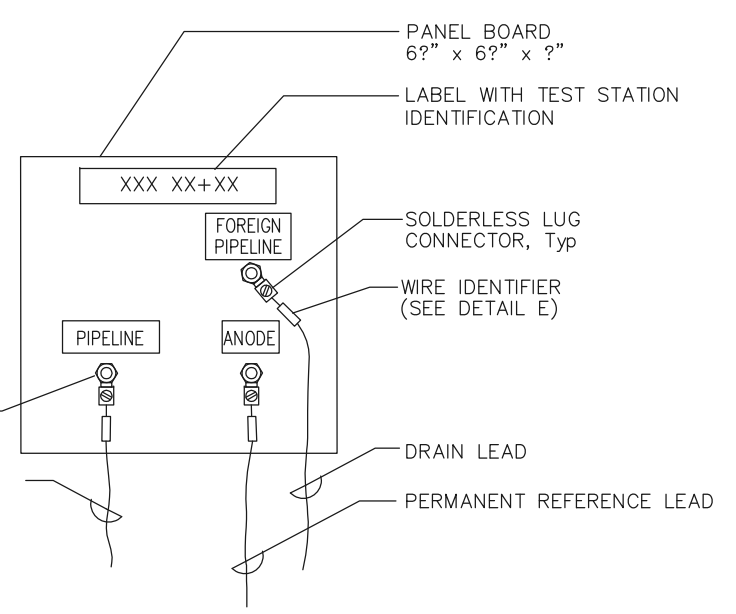 PANEL BOARD
6?" x 6?" x ?"
LABEL WITH TEST STATION
IDENTIFICATION
XXX XX+XX
FOREIGN
PIPELINE
SOLDERLESS LUG
CONNECTOR, Typ
WIRE IDENTIFIER
(SEE DETAIL E)
PIPELINE
ANODE
DRAIN LEAD
PERMANENT REFERENCE LEAD